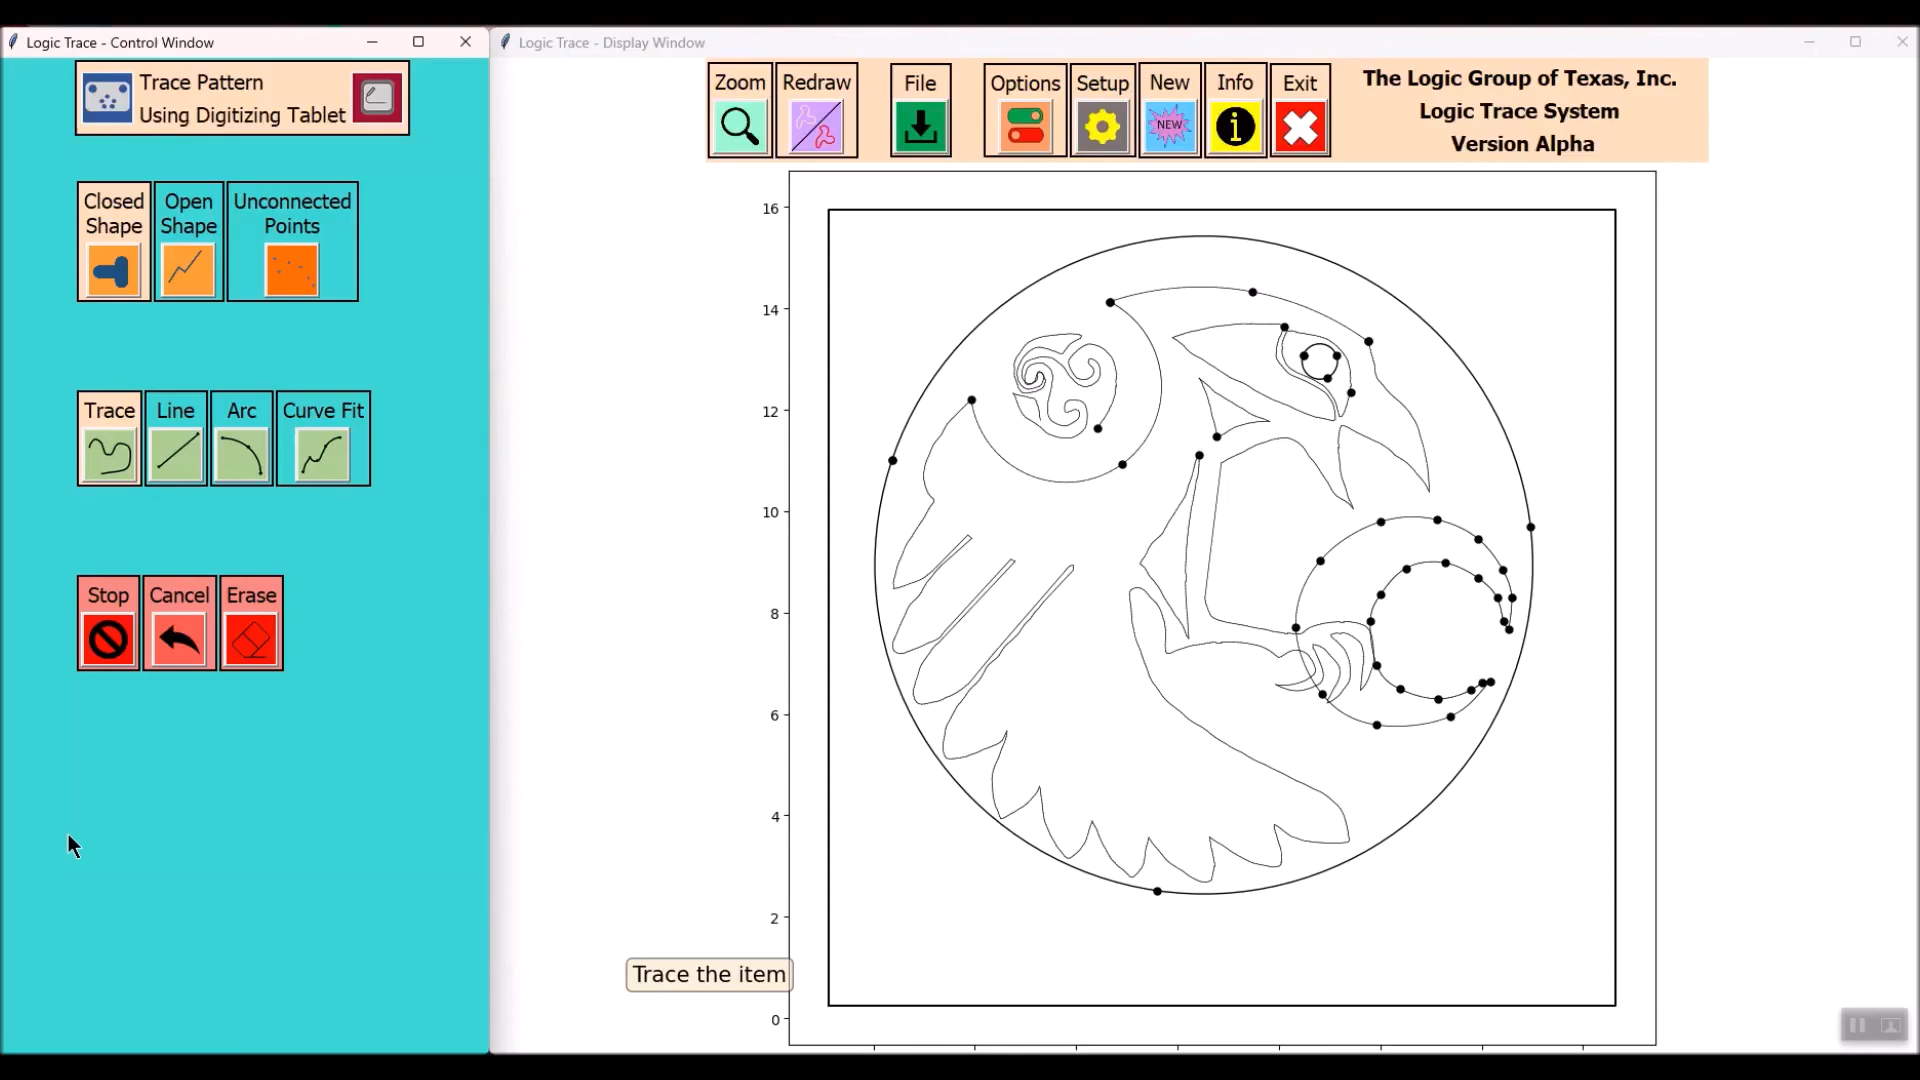 Logic Trace - Control Window
Trace Pattern
Using Digitizing Tablet
Closed
Shape
Open
Shape
Unconnected
Points
Trace
Line
Arc
Curve Fit
Stop
Cancel
Erase
Logic Trace - Display Window
Zoom
Redraw
File
Options
Setup
New
NEW
Info
Exit
The Logic Group of Texas, Inc.
Logic Trace System
Version Alpha
16
14
12
10
8
6
4
2
0
Trace the item